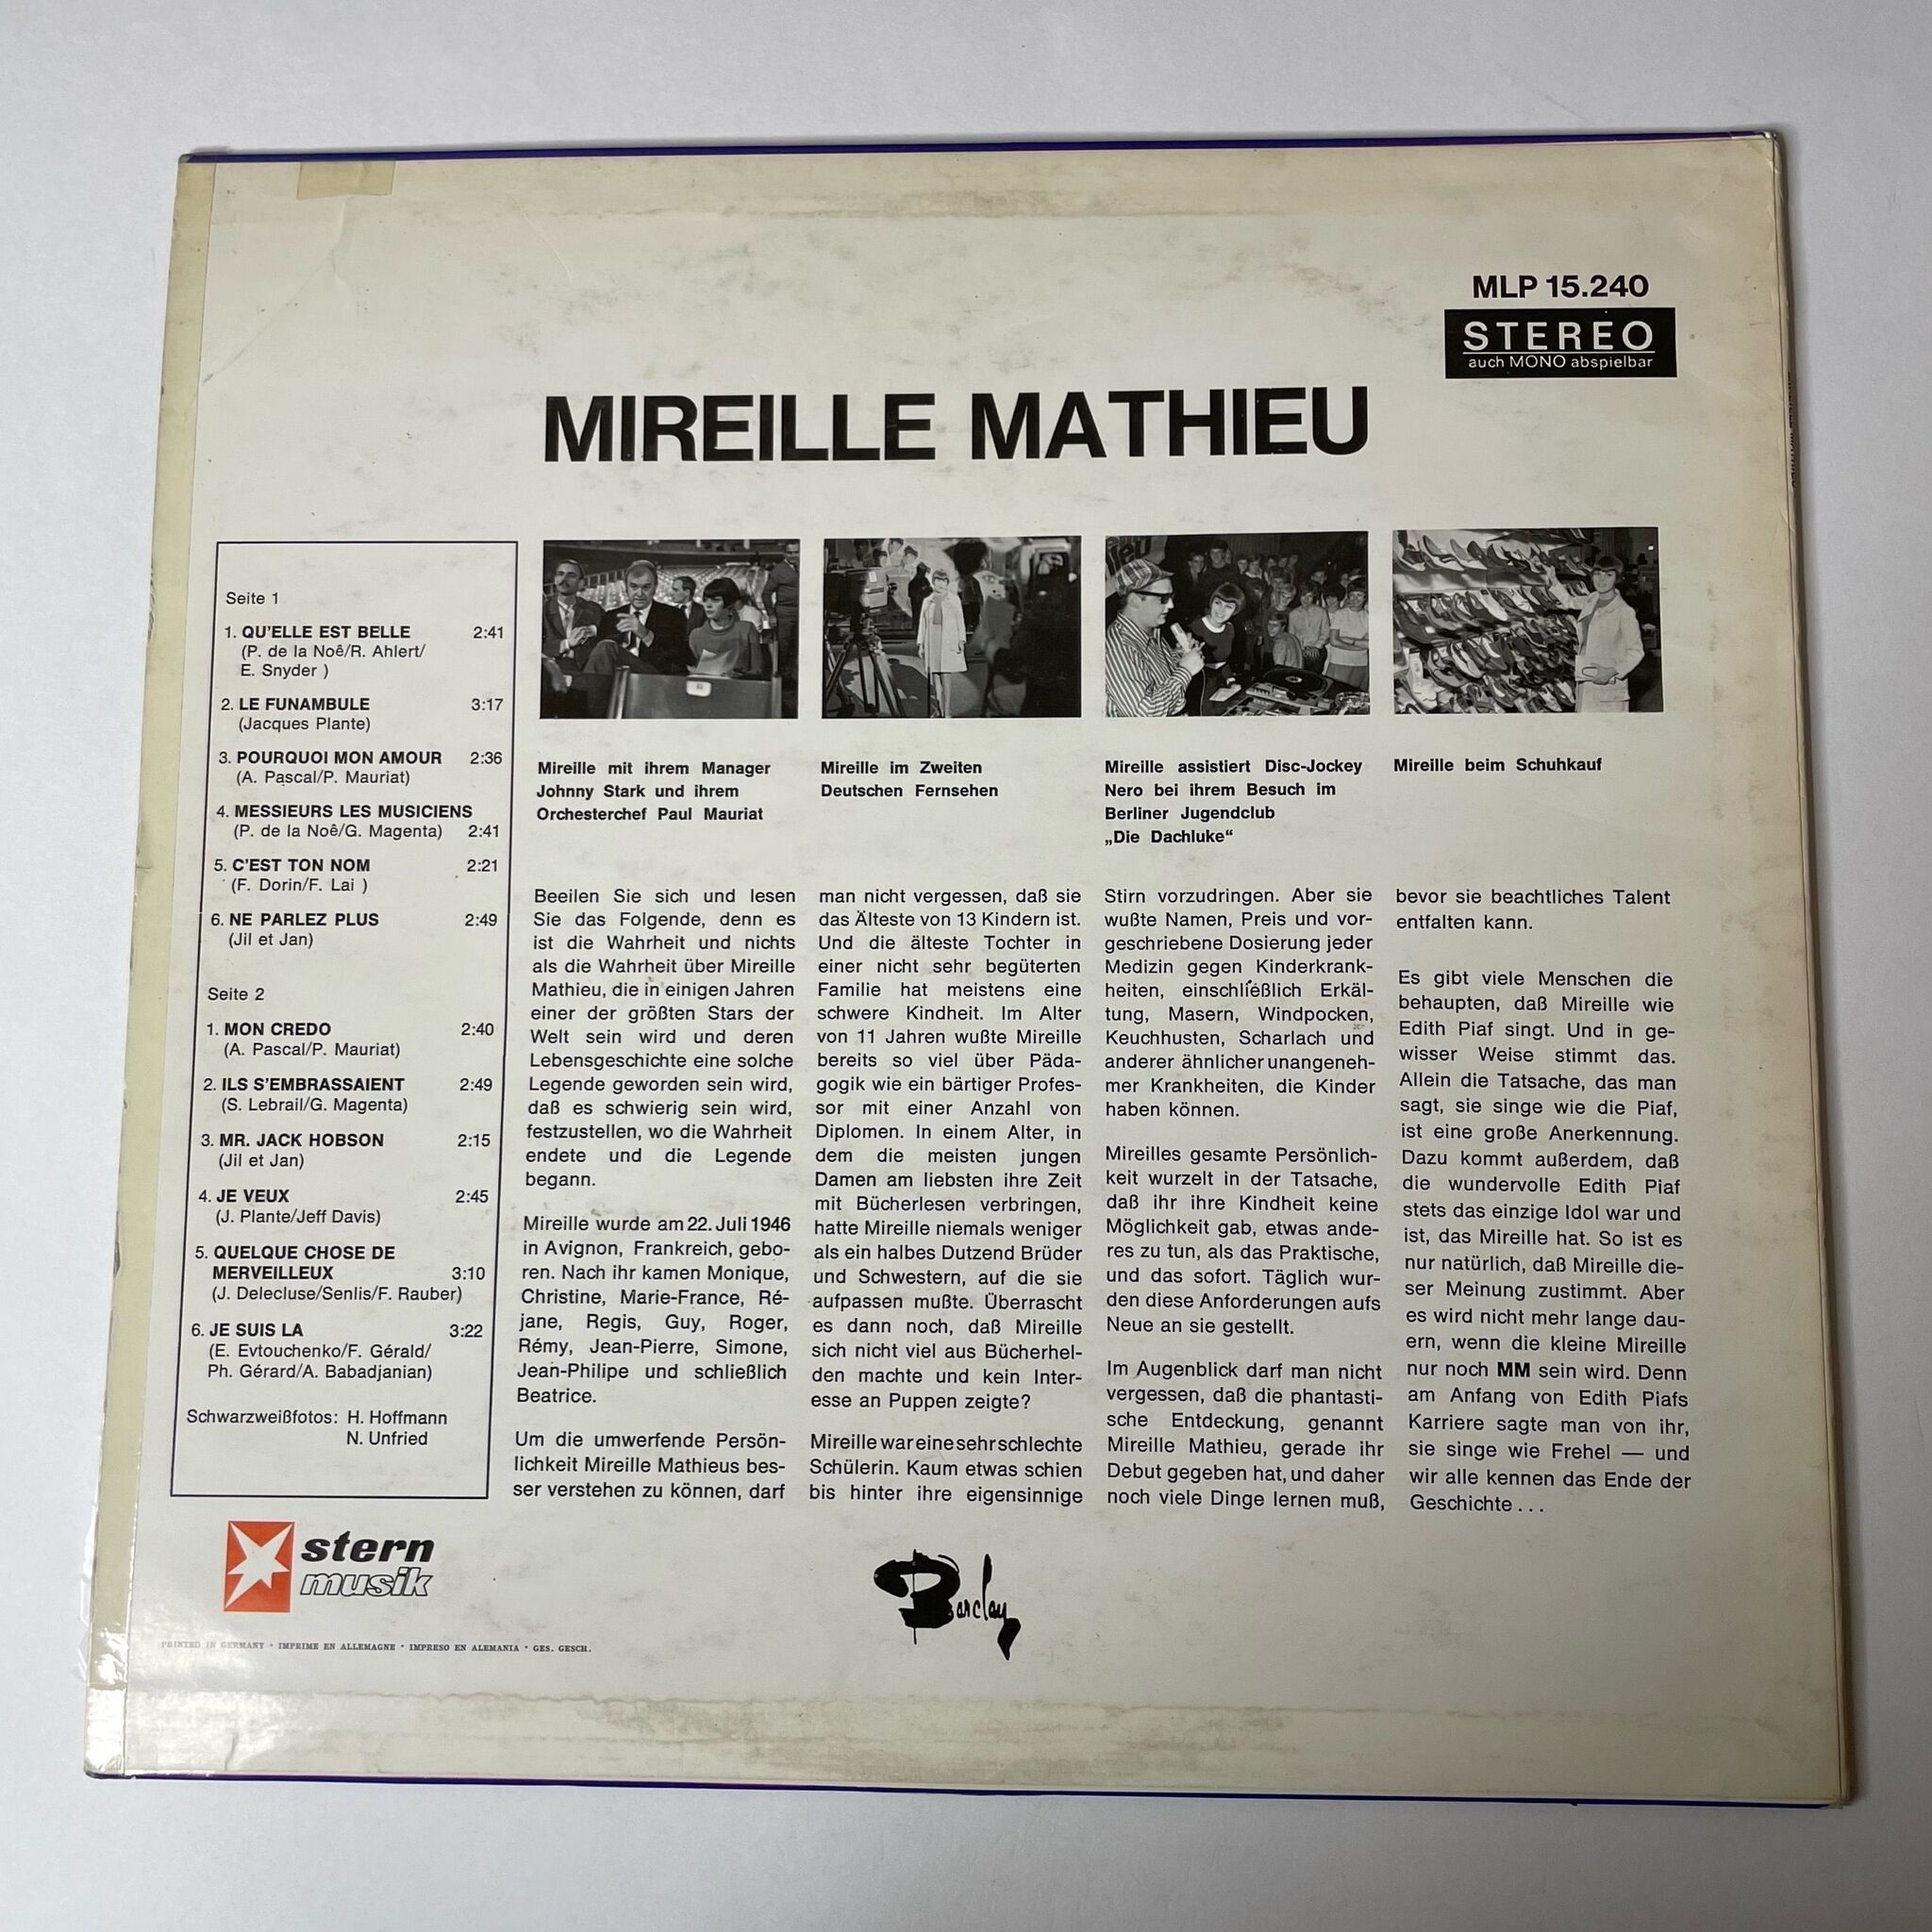 MLP 15.240
STEREO
auch MONO abspielbar
MIREILLE MATHIEU
Seite 1
1. QU'ELLE EST BELLE 2:41
(P. de la Noê/R. Ahlert/
E. Snyder )
2. LE FUNAMBULE 3:17
(Jacques Plante)
3. POURQUOI MON AMOUR 2:36
(A. Pascal/P. Mauriat)
4. MESSIEURS LES MUSICIENS
(P. de la Noê/G. Magenta) 2:41
5. C'EST TON NOM 2:21
(F. Dorin/F. Lai )
6. NE PARLEZ PLUS 2:49
(Jil et Jan)
Seite 2
1. MON CREDO 2:40
(A. Pascal/P. Mauriat)
2. ILS S'EMBRASSAIENT 2:49
(S. Lebrail/G. Magenta)
3. MR. JACK HOBSON 2:15
(Jil et Jan)
4. JE VEUX 2:45
(J. Plante/Jeff Davis)
5. QUELQUE CHOSE DE
MERVEILLEUX 3:10
(J. Delecluse/Senlis/F. Rauber)
6. JE SUIS LA 3:22
(E. Evtouchenko/F. Gérald/
Ph. Gérard/A. Babadjanian)
Schwarzweißfotos: H. Hoffmann
N. Unfried
Mireille mit ihrem Manager
Johnny Stark und ihrem
Orchesterchef Paul Mauriat
Mireille im Zweiten
Deutschen Fernsehen
Mireille assistiert Disc-Jockey
Nero bei ihrem Besuch im
Berliner Jugendclub
„Die Dachluke“
Mireille beim Schuhkauf
Beeilen Sie sich und lesen
Sie das Folgende, denn es
ist die Wahrheit und nichts
als die Wahrheit über Mireille
Mathieu, die in einigen Jahren
einer der größten Stars der
Welt sein wird und deren
Lebensgeschichte eine solche
Legende geworden sein wird,
daß es schwierig sein wird,
festzustellen, wo die Wahrheit
endete und die Legende
begann.
Mireille wurde am 22. Juli 1946
in Avignon, Frankreich, gebo-
ren. Nach ihr kamen Monique,
Christine, Marie-France, Ré-
jane, Regis, Guy, Roger,
Rémy, Jean-Pierre, Simone,
Jean-Philipe und schließlich
Beatrice.
Um die umwerfende Persön-
lichkeit Mireille Mathieus bes-
ser verstehen zu können, darf
man nicht vergessen, daß sie
das Älteste von 13 Kindern ist.
Und die älteste Tochter in
einer nicht sehr begüterten
Familie hat meistens eine
schwere Kindheit. Im Alter
von 11 Jahren wußte Mireille
bereits so viel über Päda-
gogik wie ein bärtiger Profes-
sor mit einer Anzahl von
Diplomen. In einem Alter, in
dem die meisten jungen
Damen am liebsten ihre Zeit
mit Bücherlesen verbringen,
hatte Mireille niemals weniger
als ein halbes Dutzend Brüder
und Schwestern, auf die sie
aufpassen mußte. Überrascht
es dann noch, daß Mireille
sich nicht viel aus Bücherhel-
den machte und kein Inter-
esse an Puppen zeigte?
Mireille war eine sehr schlechte
Schülerin. Kaum etwas schien
bis hinter ihre eigensinnige
Stirn vorzudringen. Aber sie
wußte Namen, Preis und vor-
geschriebene Dosierung jeder
Medizin gegen Kinderkrank-
heiten, einschließlich Erkäl-
tung, Masern, Windpocken,
Keuchhusten, Scharlach und
anderer ähnlicher unangeneh-
mer Krankheiten, die Kinder
haben können.
Mireilles gesamte Persönlich-
keit wurzelt in der Tatsache,
daß ihr ihre Kindheit keine
Möglichkeit gab, etwas ande-
res zu tun, als das Praktische,
und das sofort. Täglich wur-
den diese Anforderungen aufs
Neue an sie gestellt.
Im Augenblick darf man nicht
vergessen, daß die phantasti-
sche Entdeckung, genannt
Mireille Mathieu, gerade ihr
Debut gegeben hat, und daher
noch viele Dinge lernen muß,
bevor sie beachtliches Talent
entfalten kann.
Es gibt viele Menschen die
behaupten, daß Mireille wie
Edith Piaf singt. Und in ge-
wisser Weise stimmt das.
Allein die Tatsache, das man
sagt, sie singe wie die Piaf,
ist eine große Anerkennung.
Dazu kommt außerdem, daß
die wundervolle Edith Piaf
stets das einzige Idol war und
ist, das Mireille hat. So ist es
nur natürlich, daß Mireille die-
ser Meinung zustimmt. Aber
es wird nicht mehr lange dau-
ern, wenn die kleine Mireille
nur noch MM sein wird. Denn
am Anfang von Edith Piafs
Karriere sagte man von ihr,
sie singe wie Frehel — und
wir alle kennen das Ende der
Geschichte . . .
stern
musik
Barclay
PRINTED IN GERMANY · IMPRIME EN ALLEMAGNE · IMPRESO EN ALEMANIA · GES. GESCH.